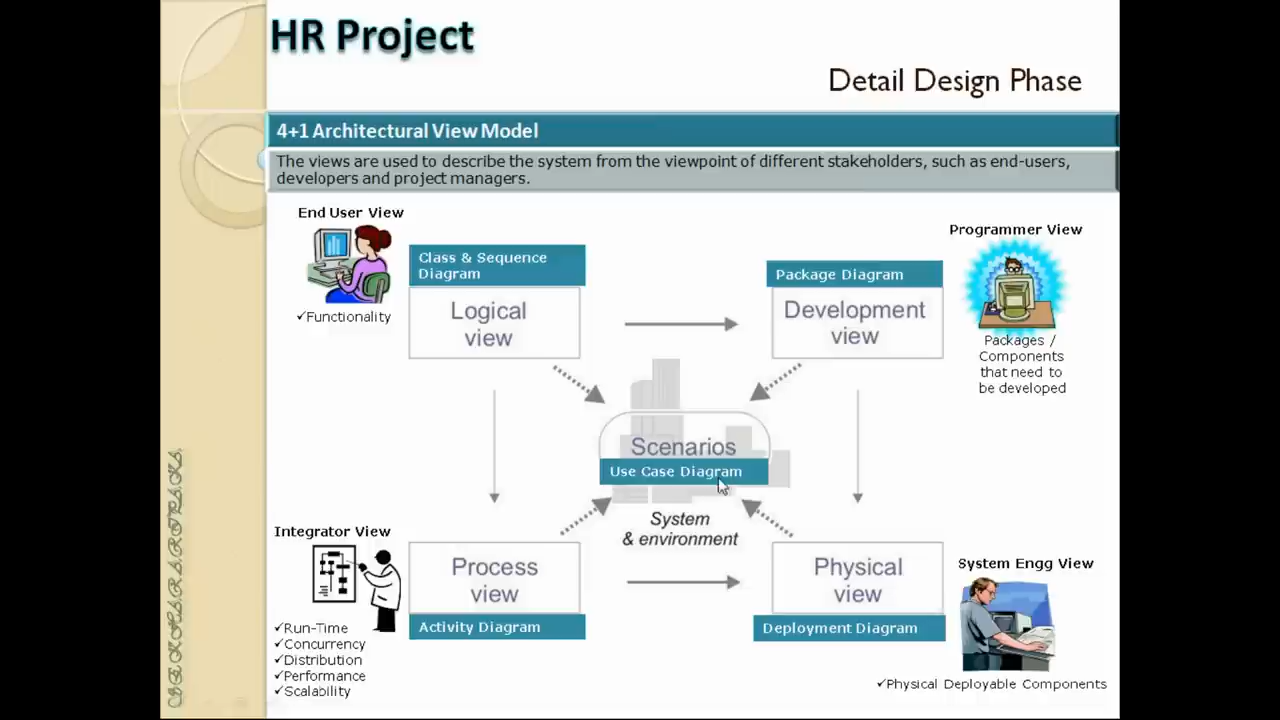 HR Project
Detail Design Phase
4+1 Architectural View Model
The views are used to describe the system from the viewpoint of different stakeholders, such as end-users,
developers and project managers.
End User View
✓Functionality
Class & Sequence
Diagram
Logical
view
Package Diagram
Development
view
Programmer View
Packages /
Components
that need to
be developed
Scenarios
Use Case Diagram
System
& environment
Integrator View
✓Run-Time
✓Concurrency
✓Distribution
✓Performance
✓Scalability
Process
view
Activity Diagram
Physical
view
Deployment Diagram
System Engg View
✓Physical Deployable Components